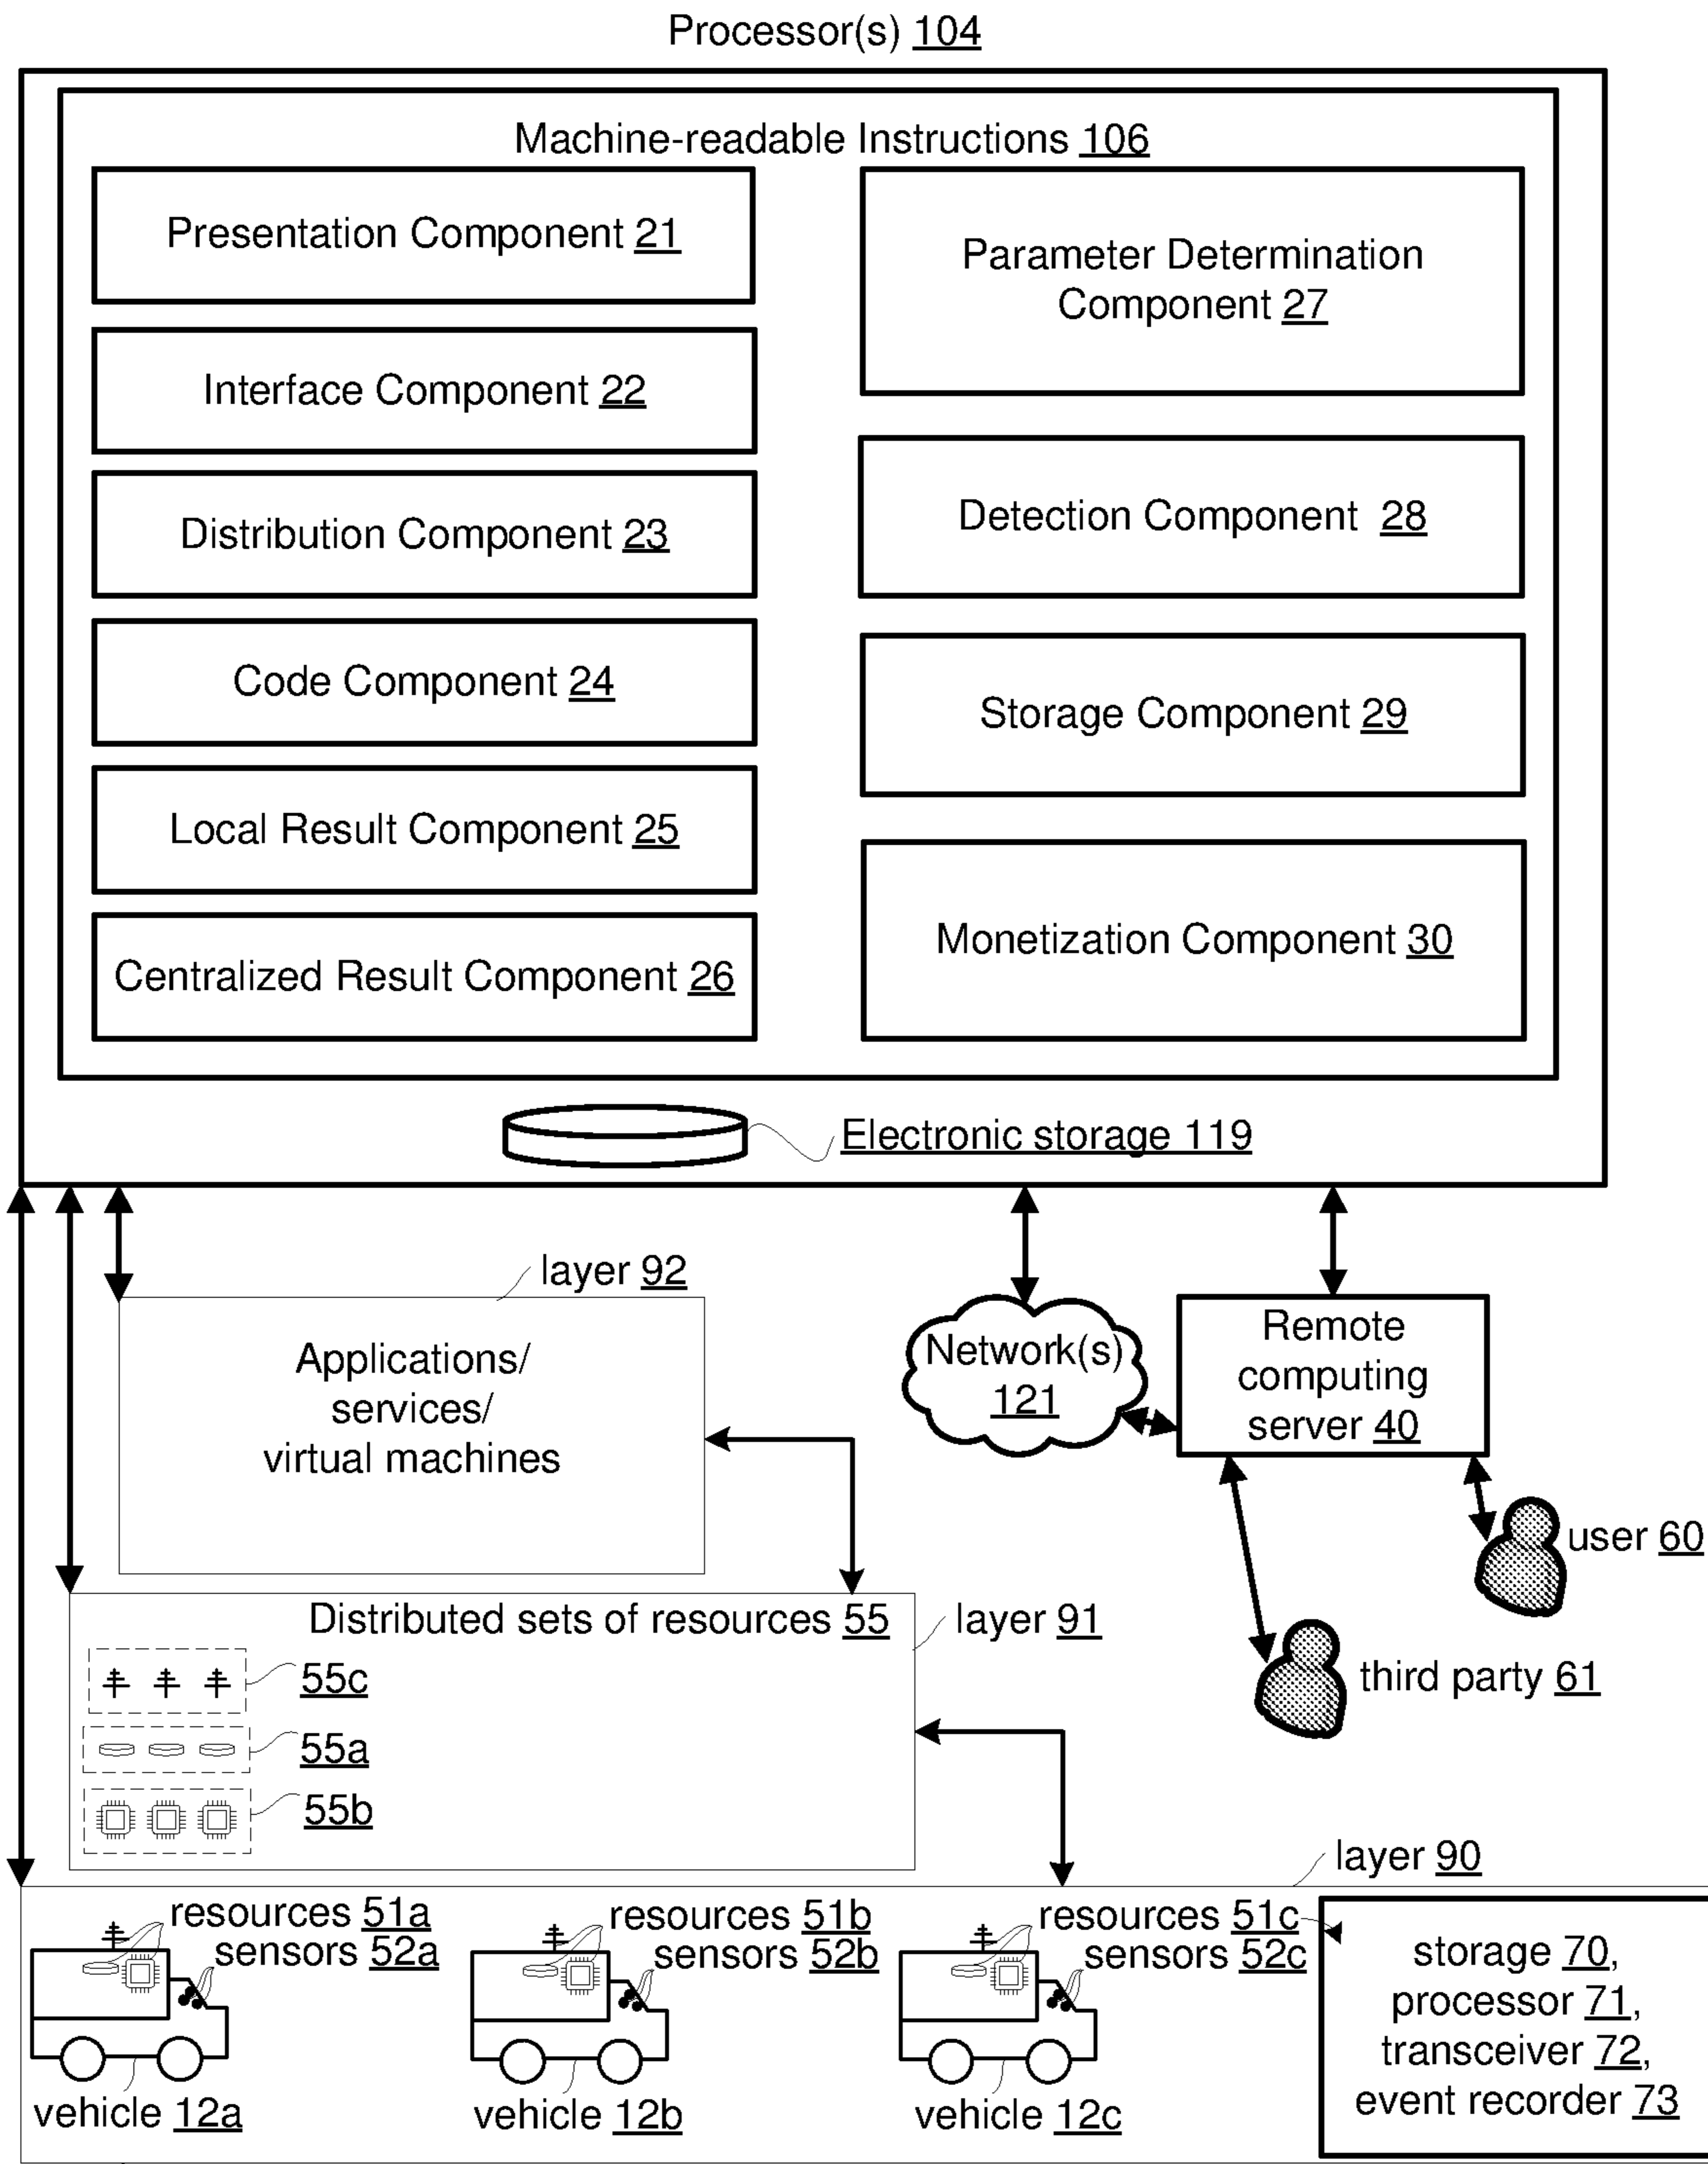 Processor(s) 104
Machine-readable Instructions 106
Presentation Component 21
Interface Component 22
Distribution Component 23
Code Component 24
Local Result Component 25
Centralized Result Component 26
Parameter Determination
Component 27
Detection Component 28
Storage Component 29
Monetization Component 30
Electronic storage 119
layer 92
Applications/
services/
virtual machines
Network(s)
121
Remote
computing
server 40
user 60
third party 61
Distributed sets of resources 55
layer 91
55c
55a
55b
layer 90
resources 51a
sensors 52a
vehicle 12a
resources 51b
sensors 52b
vehicle 12b
resources 51c
sensors 52c
vehicle 12c
storage 70,
processor 71,
transceiver 72,
event recorder 73